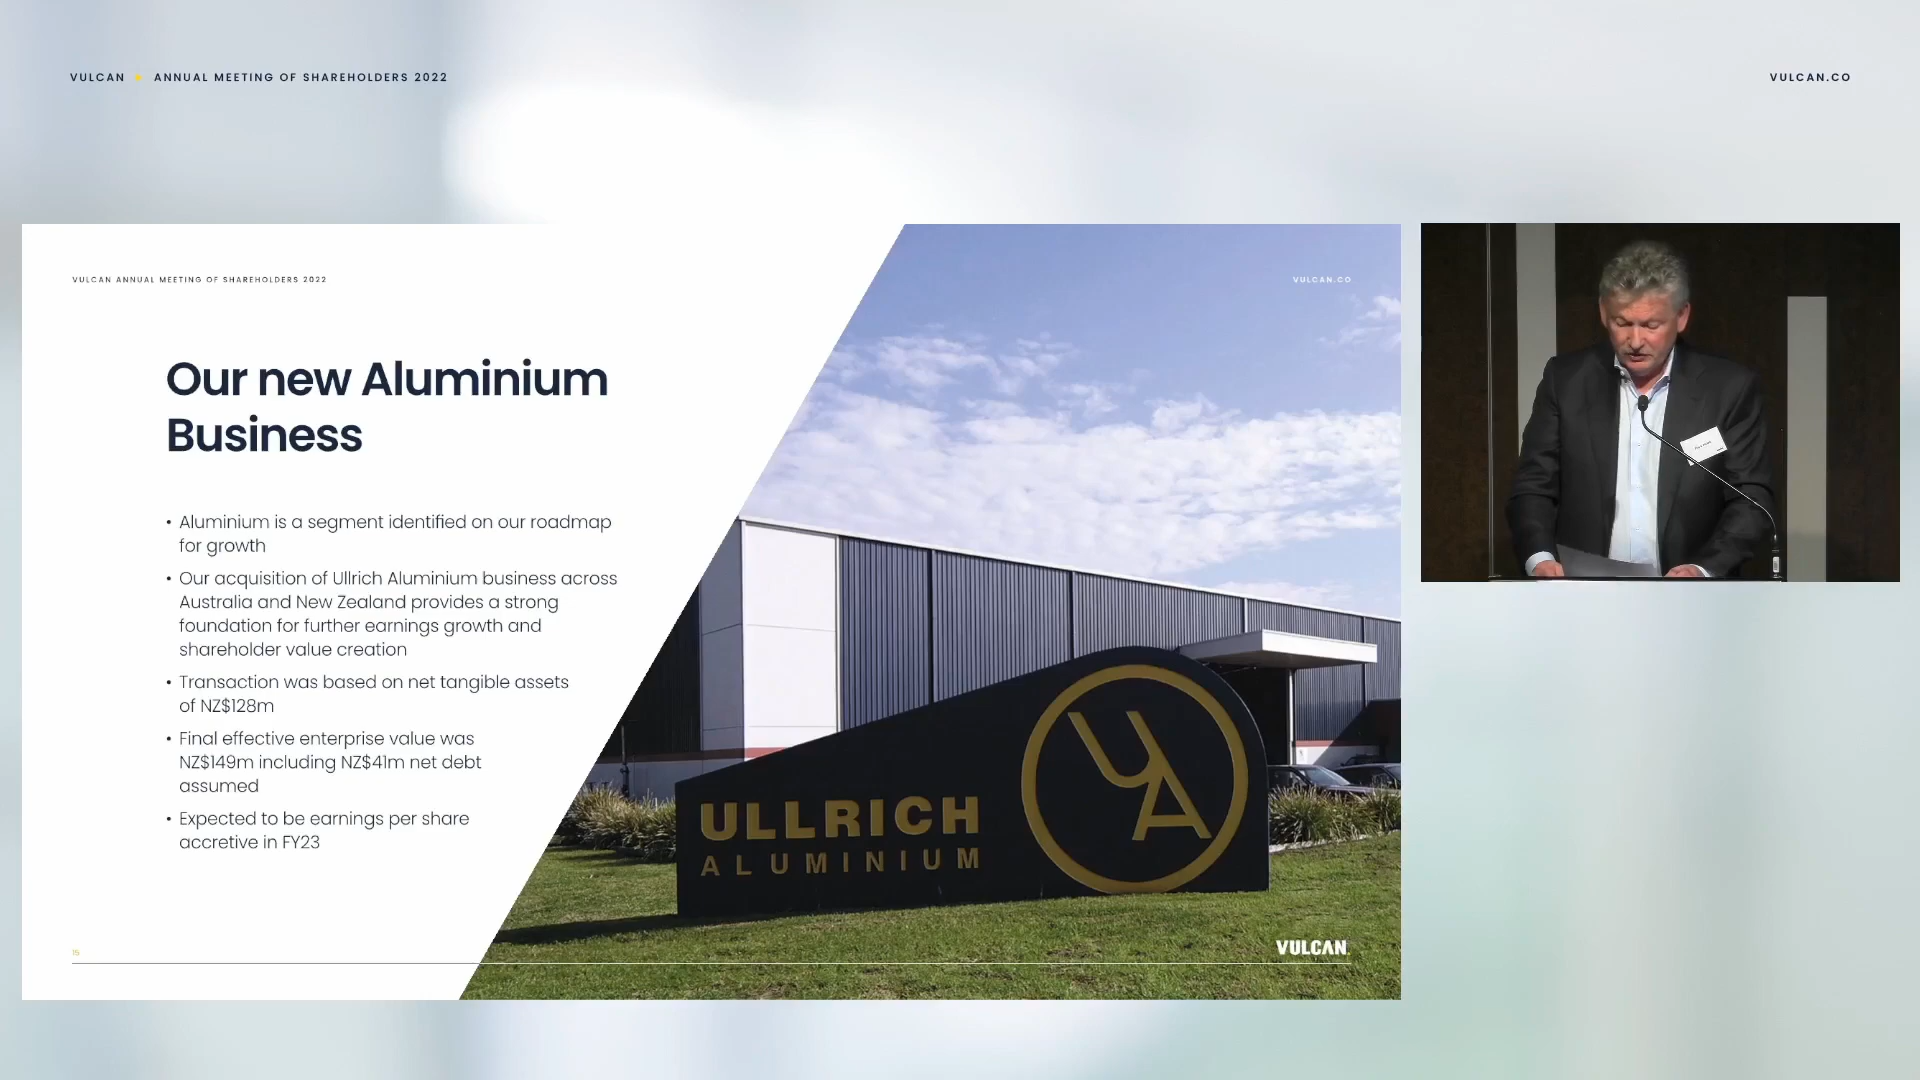 VULCAN ANNUAL MEETING OF SHAREHOLDERS 2022
VULCAN.CO
VULCAN ANNUAL MEETING OF SHAREHOLDERS 2022
VULCAN.CO
Our new Aluminium
Business
• Aluminium is a segment identified on our roadmap
for growth
• Our acquisition of Ullrich Aluminium business across
Australia and New Zealand provides a strong
foundation for further earnings growth and
shareholder value creation
• Transaction was based on net tangible assets
of NZ$128m
• Final effective enterprise value was
NZ$149m including NZ$41m net debt
assumed
• Expected to be earnings per share
accretive in FY23
UA
ULLRICH
ALUMINIUM
15
VULCAN